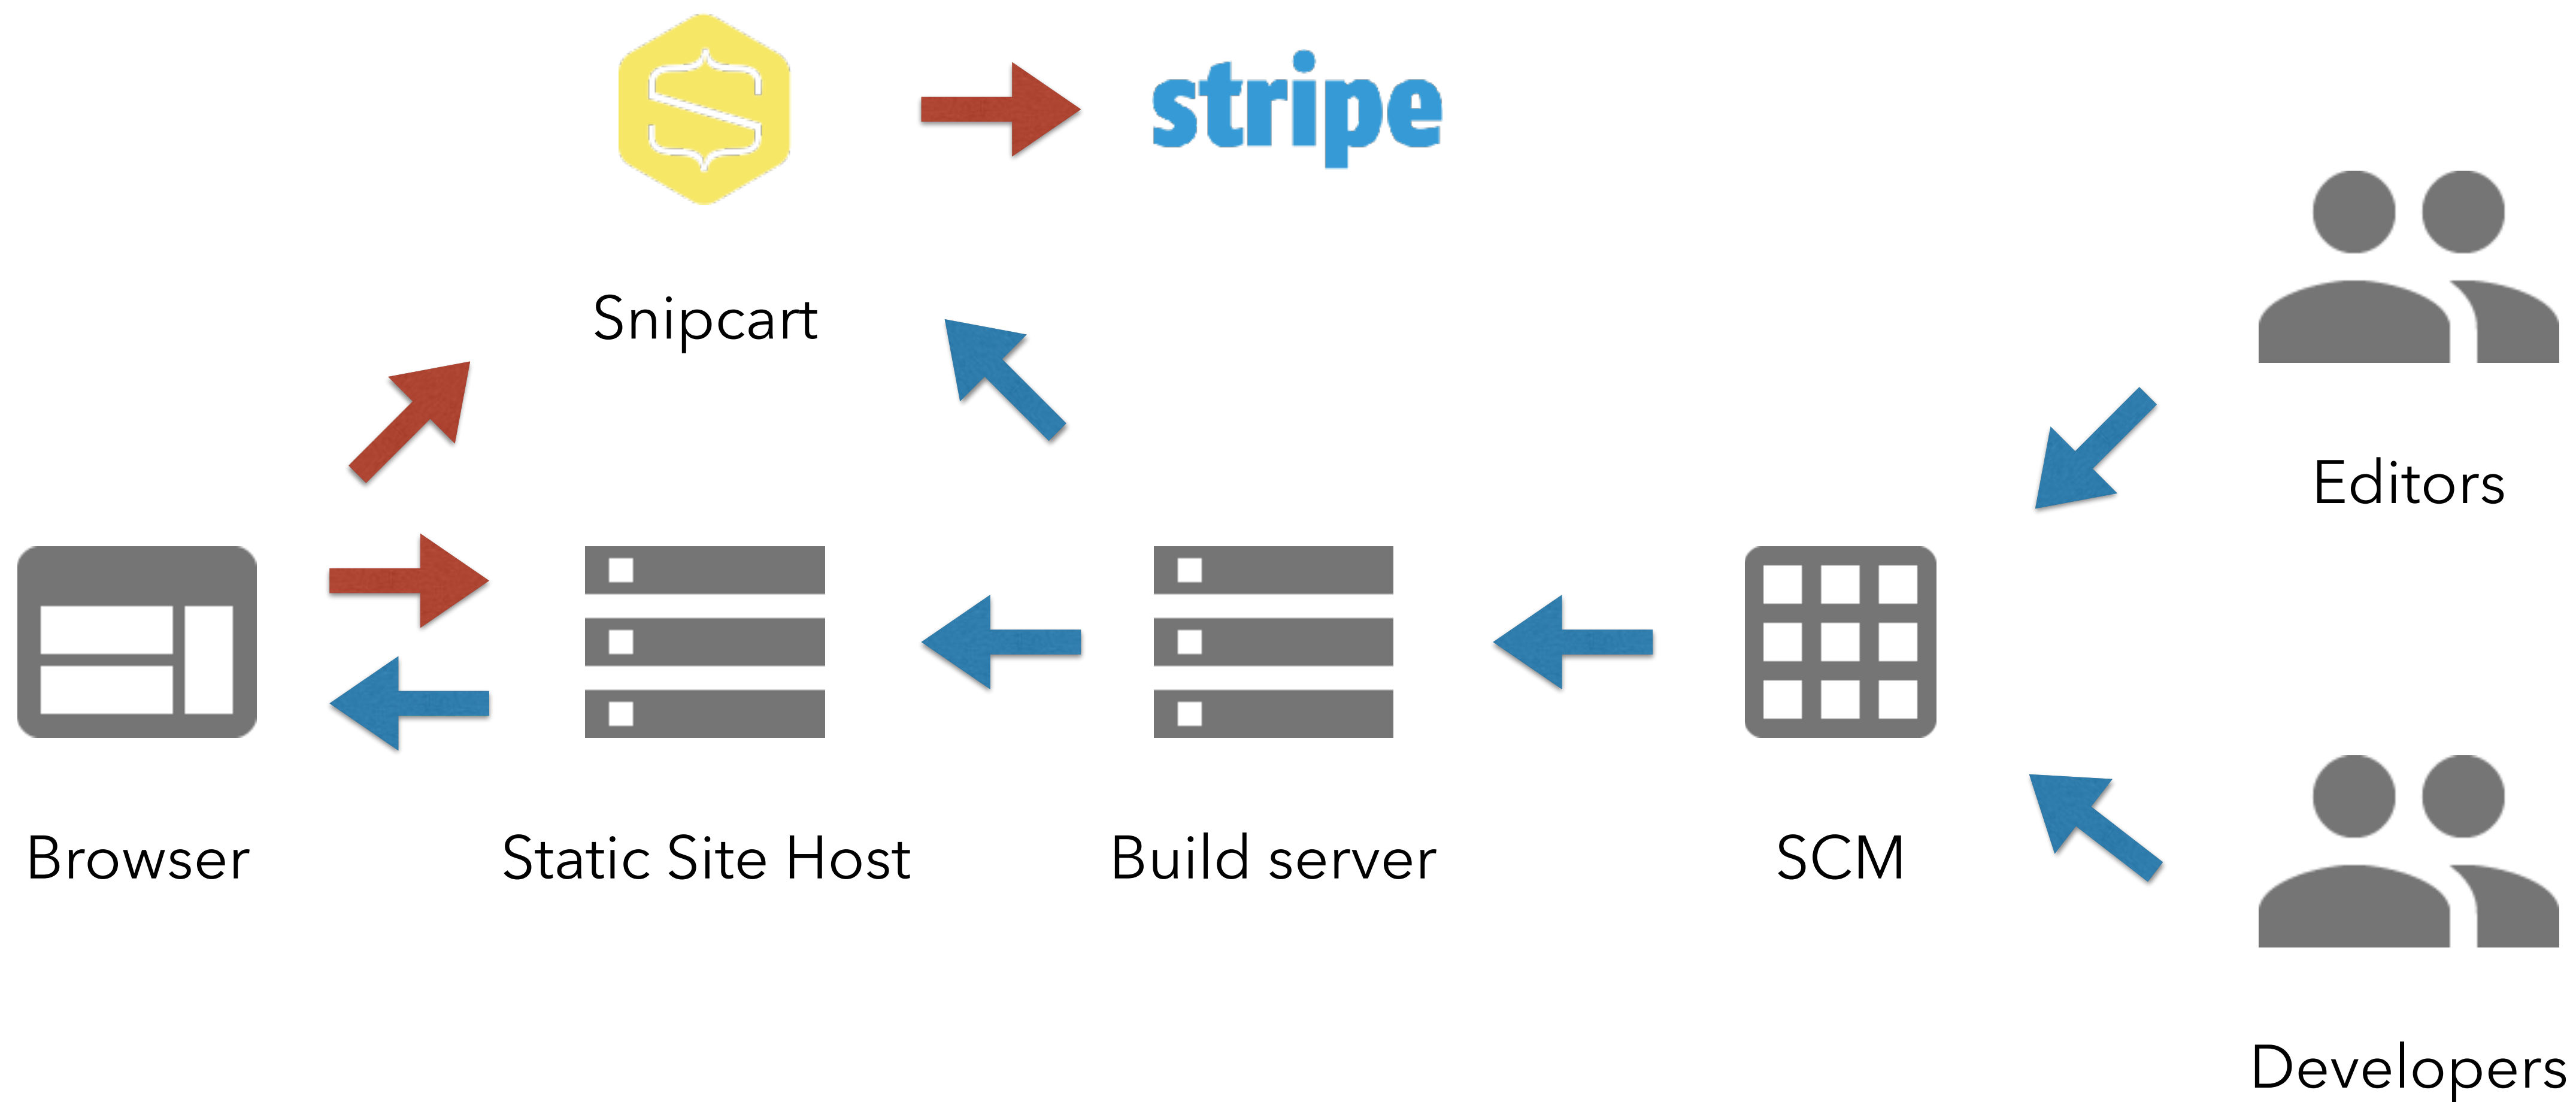 stripe
Snipcart
Editors
Browser
Static Site Host
Build server
SCM
Developers